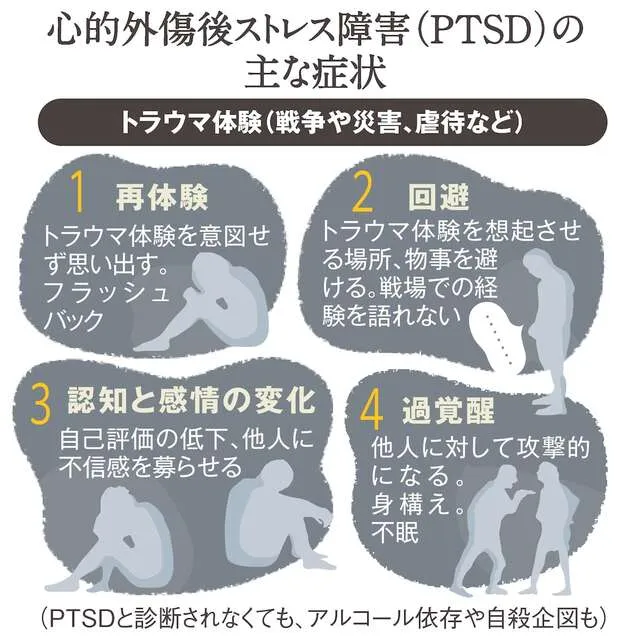 心的外傷後ストレス障害(PTSD)の
主な症状
トラウマ体験(戦争や災害、虐待など)
1 再体験
トラウマ体験を意図せ
ず思い出す。
フラッシュ
バック
2 回避
トラウマ体験を想起させ
る場所、物事を避
ける。戦場での経
験を語れない
3 認知と感情の変化
自己評価の低下、他人に
不信感を募らせる
4 過覚醒
他人に対して攻撃的
になる。
身構え。
不眠
(PTSDと診断されなくても、アルコール依存や自殺企図も)